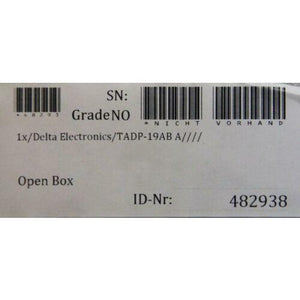 SN:
GradeNO
*NICHT VORHAND
1x/Delta Electronics/TADP-19AB A////
Open Box
ID-Nr: 482938